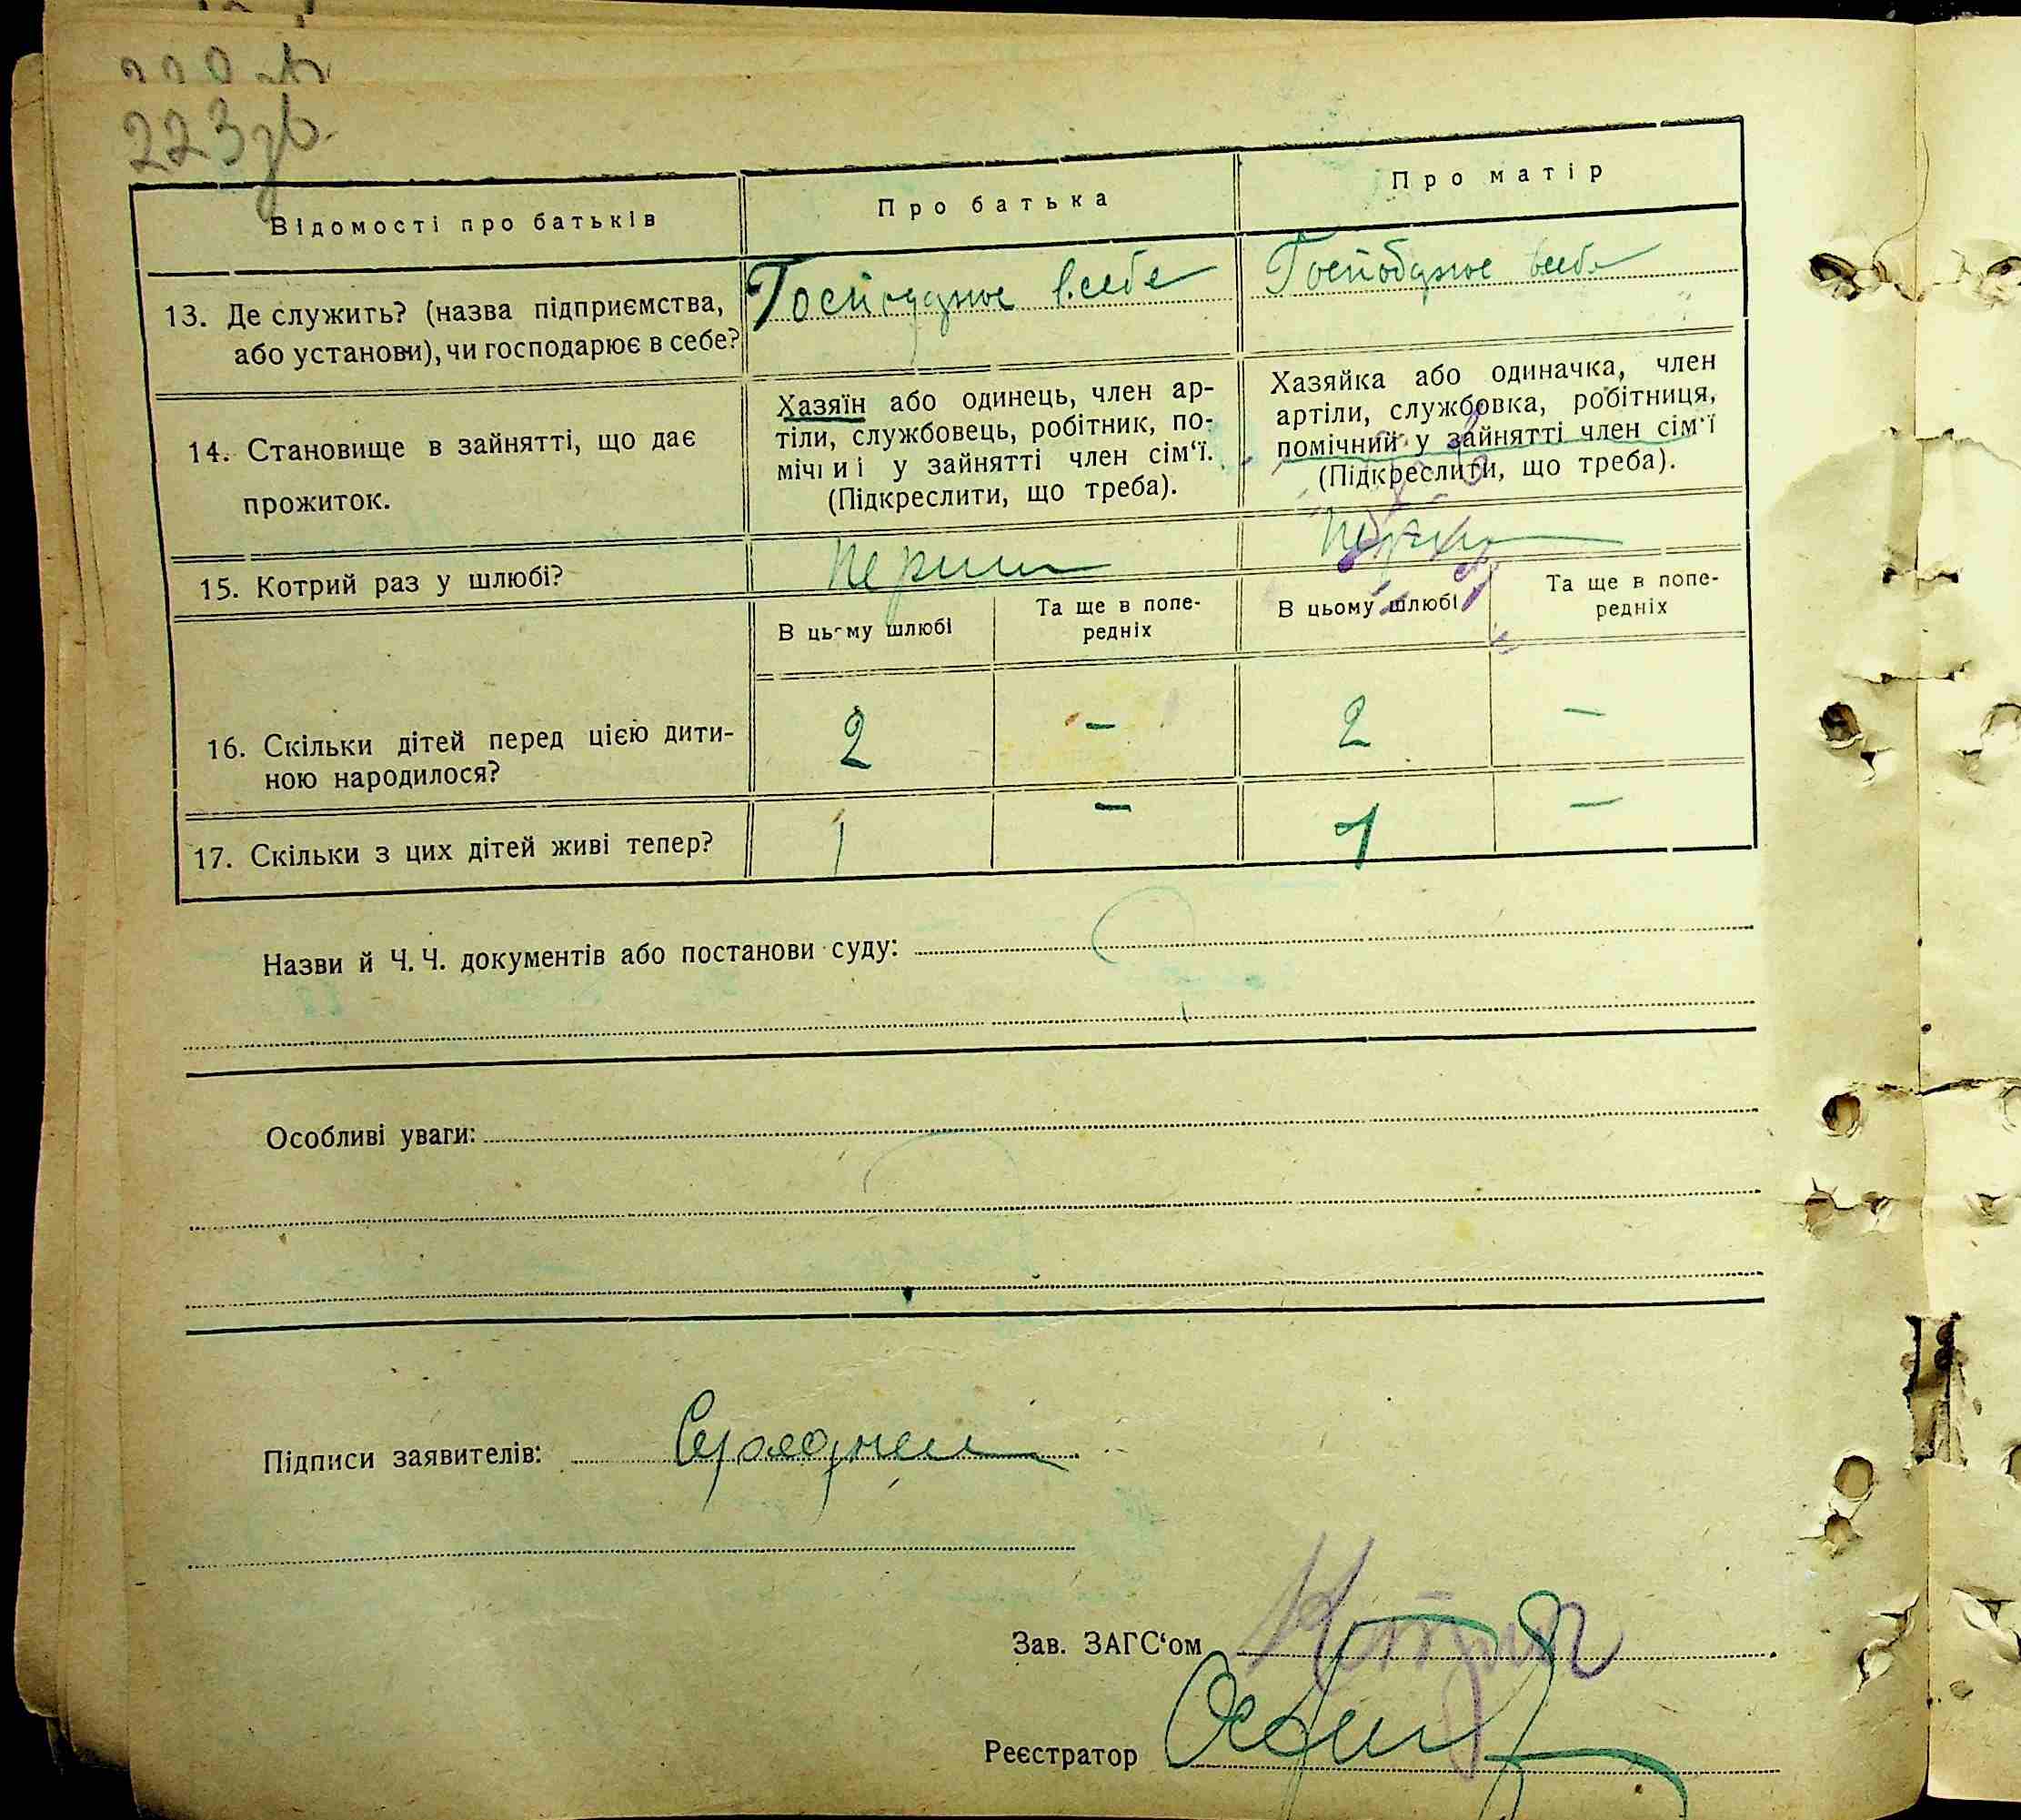 223 зв.
Відомості про батьків
Про батька
Про матір
13. Де служить? (назва підприємства, або установи), чи господарює в себе?
Господарює в себе
Господарює в себе
14. Становище в зайнятті, що дає прожиток.
Хазяїн або одинець, член ар-
тіли, службовець, робітник, по-
мічний у зайнятті член сім'ї.
(Підкреслити, що треба).
Хазяйка або одиначка, член
артіли, службовка, робітниця,
помічний у зайнятті член сім'ї
(Підкреслити, що треба).
15. Котрий раз у шлюбі?
перший
В цьому шлюбі
Та ще в попе-
редніх
В цьому шлюбі
Та ще в попе-
редніх
16. Скільки дітей перед цією дити-
ною народилося?
2 – 2 –
17. Скільки з цих дітей живі тепер?
1 – 1 –
Назви й Ч. Ч. документів або постанови суду:
Особливі уваги:
Підписи заявителів:
Зав. ЗАГС'ом
Реєстратор